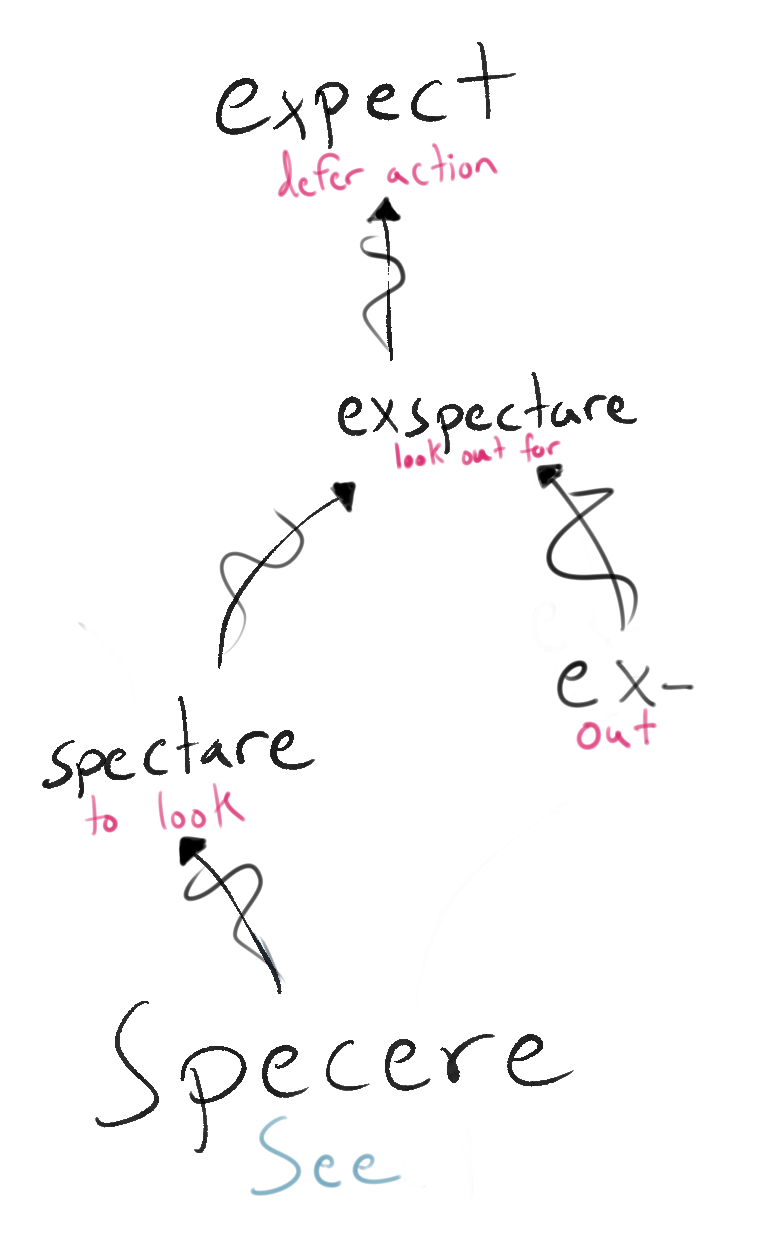 expect
defer action
exspectare
look out for
ex-
out
spectare
to look
Specere
See